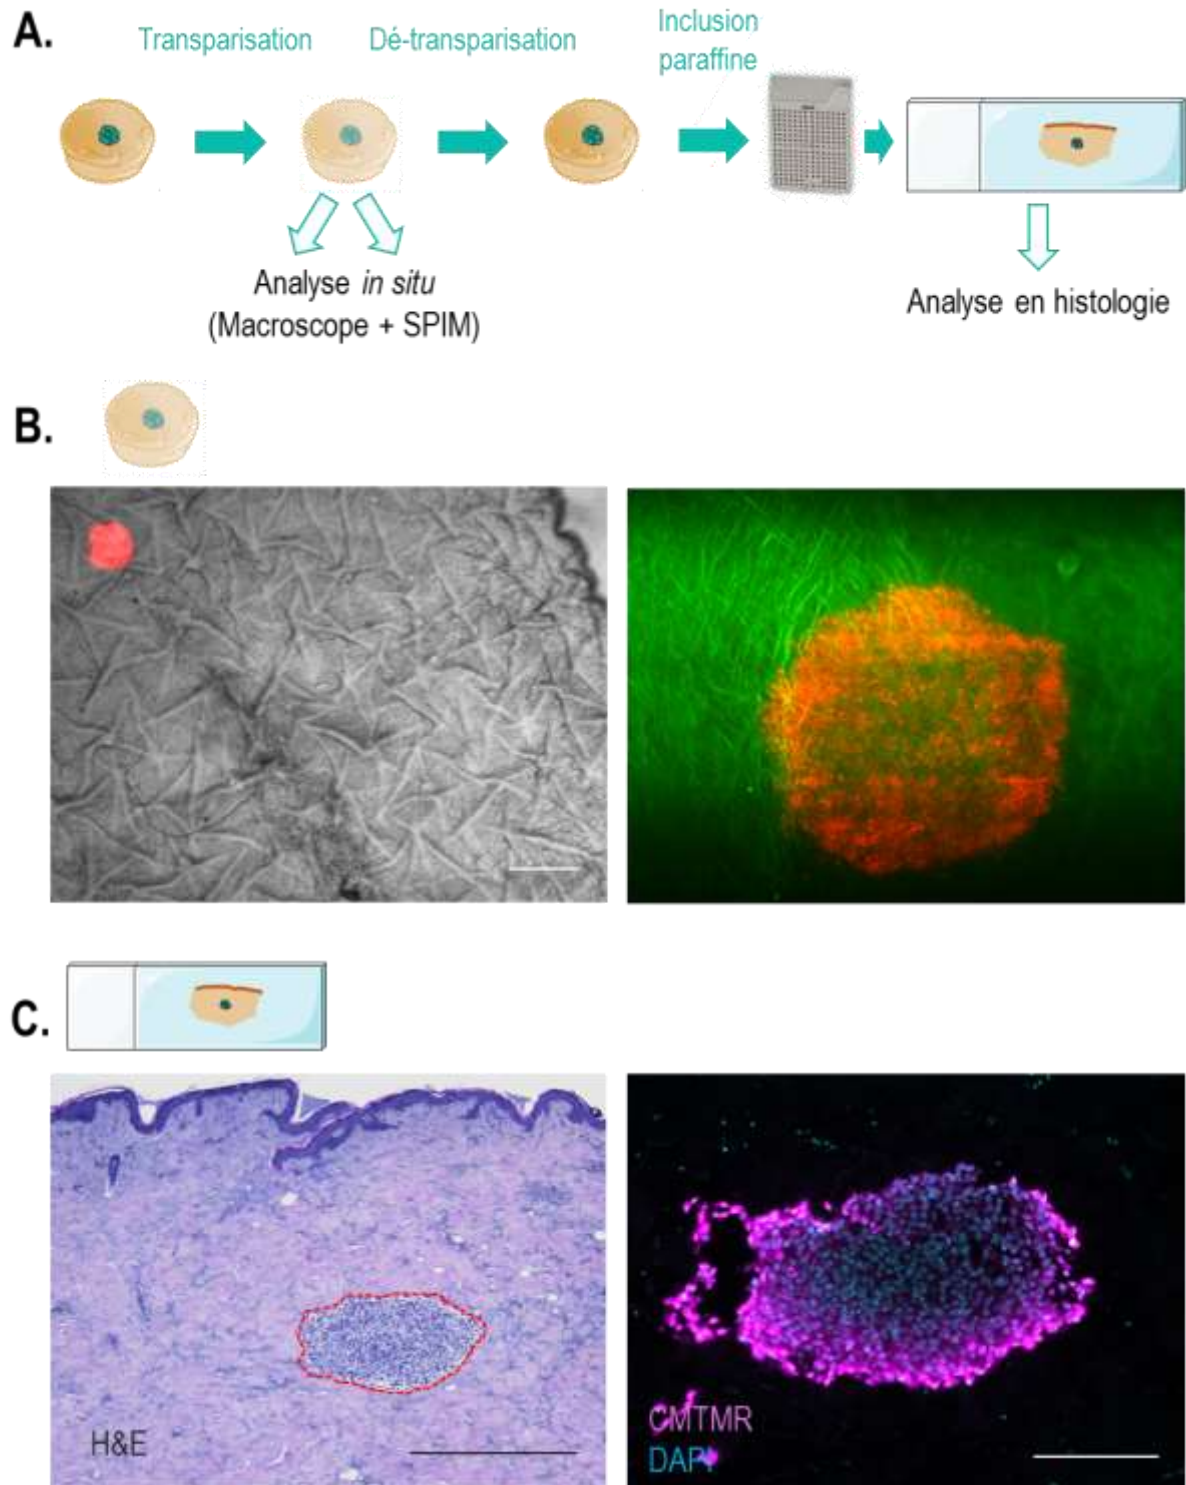 A.
Transparisation
Dé-transparisation
Inclusion
paraffine
Analyse in situ
(Macroscope + SPIM)
Analyse en histologie
B.
C.
H&E
CMTMR
DAPI